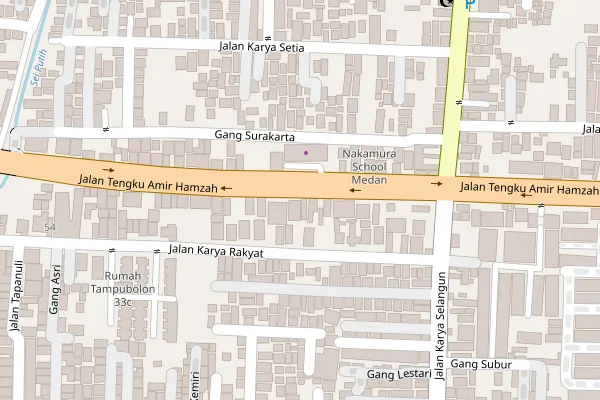 Jalan Karya Setia
Sei Putih
Jala
Gang Surakarta
Nakamura
School
Medan
Jalan Tengku Amir Hamzah
Jalan Tengku Amir Hamzah
54
Jalan Karya Rakyat
Rumah
Tampubolon
33c
Gang Asri
Jalan Tapanuli
Jalan Karya Selangun
Gang Subur
Gang Lestari
Kemiri